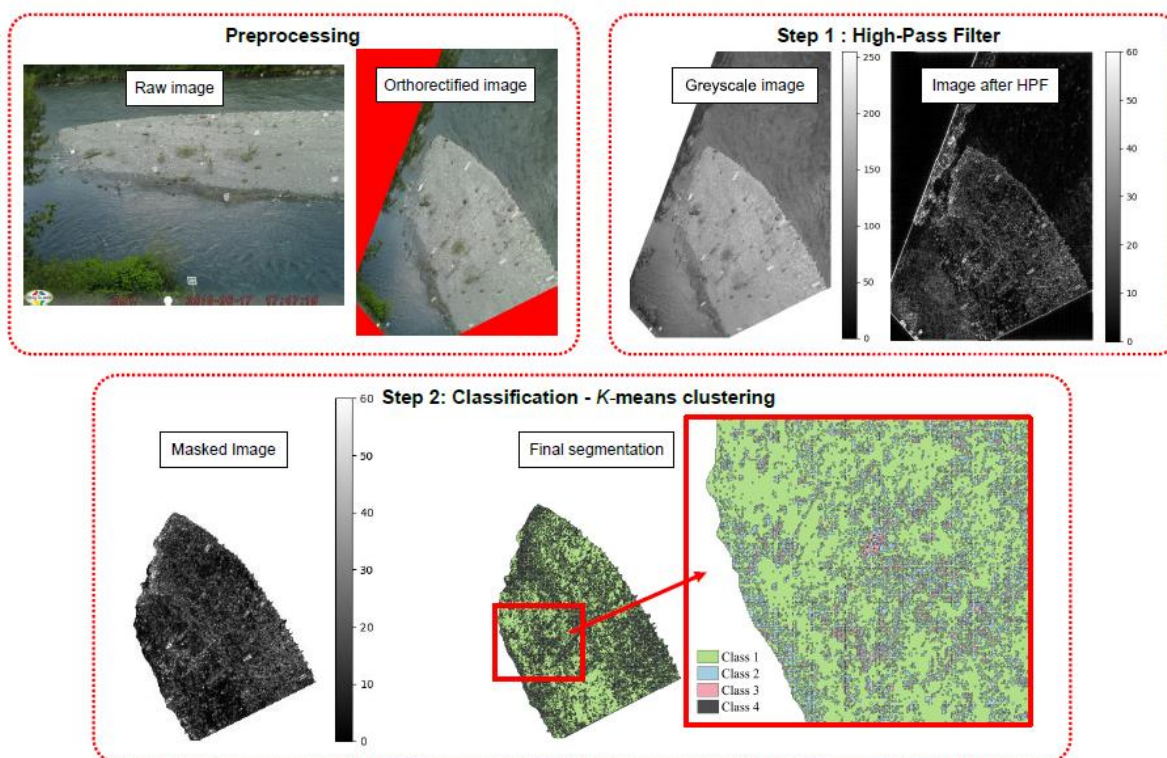 Preprocessing
Raw image
Orthorectified image
Step 1 : High-Pass Filter
Greyscale image
Image after HPF
250
200
150
100
50
0
60
50
40
30
20
10
0
Step 2: Classification - K-means clustering
Masked Image
60
50
40
30
20
10
0
Final segmentation
Class 1
Class 2
Class 3
Class 4